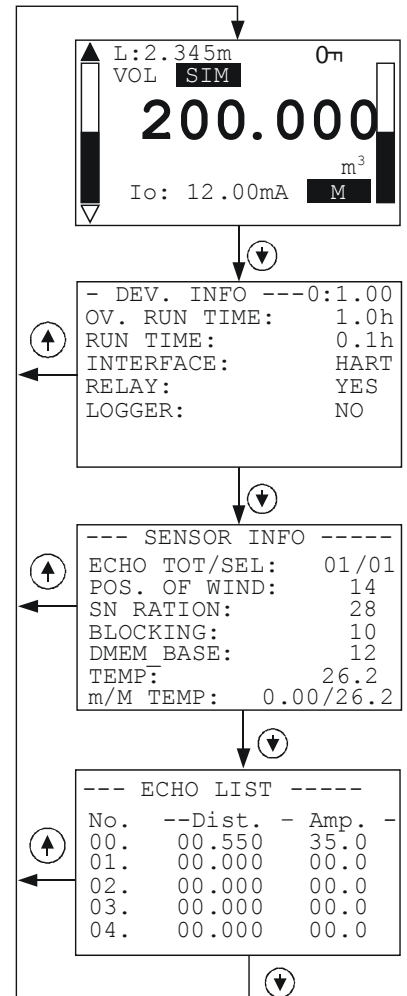 L:2.345m
VOL SIM
200.000
m³
Io: 12.00mA M
- DEV. INFO ---0:1.00
OV. RUN TIME: 1.0h
RUN TIME: 0.1h
INTERFACE: HART
RELAY: YES
LOGGER: NO
--- SENSOR INFO -----
ECHO TOT/SEL: 01/01
POS. OF WIND: 14
SN RATION: 28
BLOCKING: 10
DMEM_BASE: 12
TEMP: 26.2
m/M TEMP: 0.00/26.2
--- ECHO LIST -----
No. --Dist. - Amp. -
00. 00.550 35.0
01. 00.000 00.0
02. 00.000 00.0
03. 00.000 00.0
04. 00.000 00.0